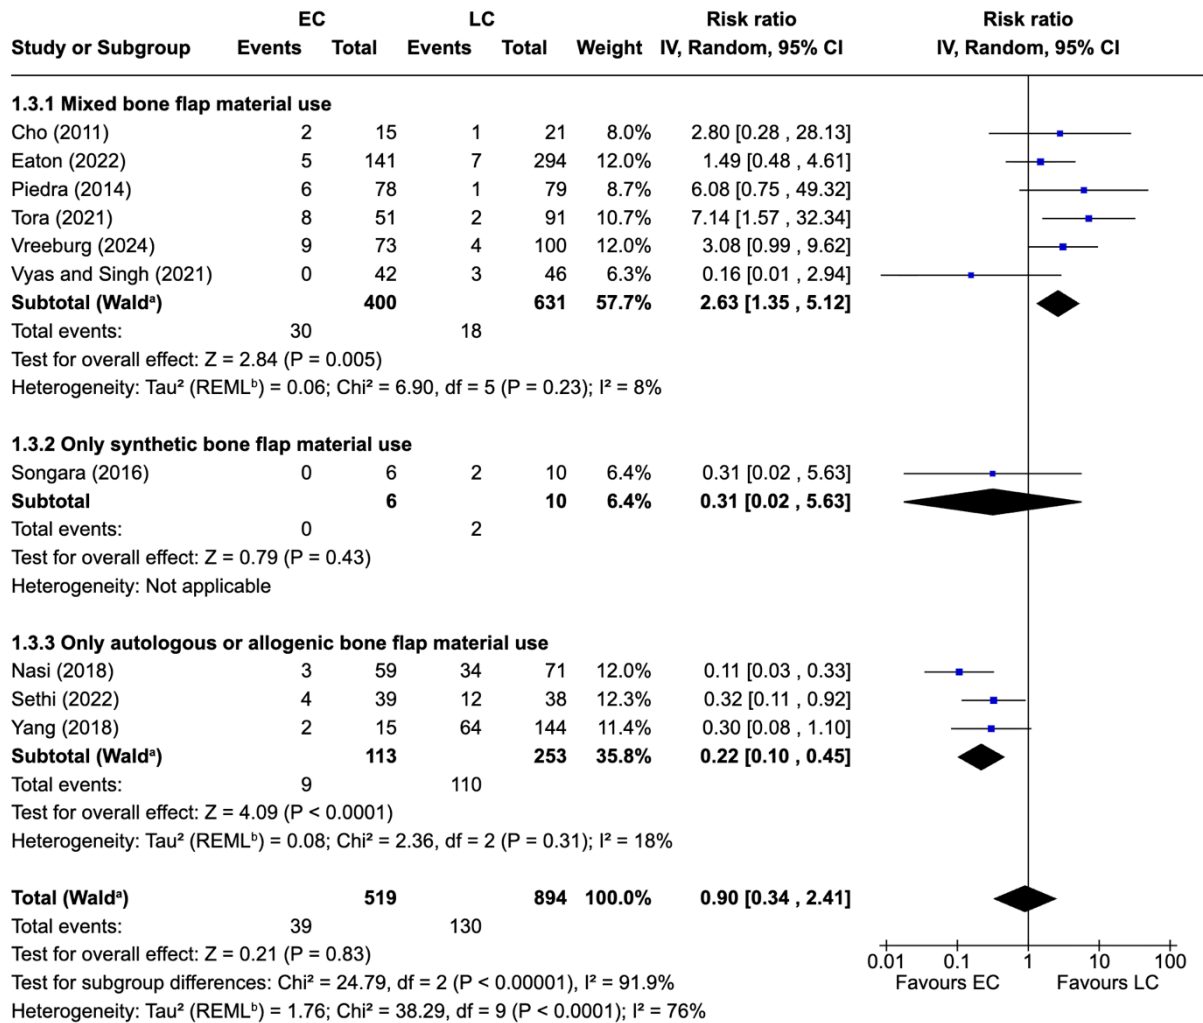 EC LC Risk ratio Risk ratio
Study or Subgroup Events Total Events Total Weight IV, Random, 95% CI IV, Random, 95% CI
1.3.1 Mixed bone flap material use
Cho (2011) 2 15 1 21 8.0% 2.80 [0.28 , 28.13]
Eaton (2022) 5 141 7 294 12.0% 1.49 [0.48 , 4.61]
Piedra (2014) 6 78 1 79 8.7% 6.08 [0.75 , 49.32]
Tora (2021) 8 51 2 91 10.7% 7.14 [1.57 , 32.34]
Vreeburg (2024) 9 73 4 100 12.0% 3.08 [0.99 , 9.62]
Vyas and Singh (2021) 0 42 3 46 6.3% 0.16 [0.01 , 2.94]
Subtotal (Waldᵃ) 400 631 57.7% 2.63 [1.35 , 5.12]
Total events: 30 18
Test for overall effect: Z = 2.84 (P = 0.005)
Heterogeneity: Tau² (REMLᵇ) = 0.06; Chi² = 6.90, df = 5 (P = 0.23); I² = 8%
1.3.2 Only synthetic bone flap material use
Songara (2016) 0 6 2 10 6.4% 0.31 [0.02 , 5.63]
Subtotal 6 10 6.4% 0.31 [0.02 , 5.63]
Total events: 0 2
Test for overall effect: Z = 0.79 (P = 0.43)
Heterogeneity: Not applicable
1.3.3 Only autologous or allogenic bone flap material use
Nasi (2018) 3 59 34 71 12.0% 0.11 [0.03 , 0.33]
Sethi (2022) 4 39 12 38 12.3% 0.32 [0.11 , 0.92]
Yang (2018) 2 15 64 144 11.4% 0.30 [0.08 , 1.10]
Subtotal (Waldᵃ) 113 253 35.8% 0.22 [0.10 , 0.45]
Total events: 9 110
Test for overall effect: Z = 4.09 (P < 0.0001)
Heterogeneity: Tau² (REMLᵇ) = 0.08; Chi² = 2.36, df = 2 (P = 0.31); I² = 18%
Total (Waldᵃ) 519 894 100.0% 0.90 [0.34 , 2.41]
Total events: 39 130
Test for overall effect: Z = 0.21 (P = 0.83)
Test for subgroup differences: Chi² = 24.79, df = 2 (P < 0.00001), I² = 91.9%
Heterogeneity: Tau² (REMLᵇ) = 1.76; Chi² = 38.29, df = 9 (P < 0.0001); I² = 76%
0.01 0.1 1 10 100
Favours EC Favours LC